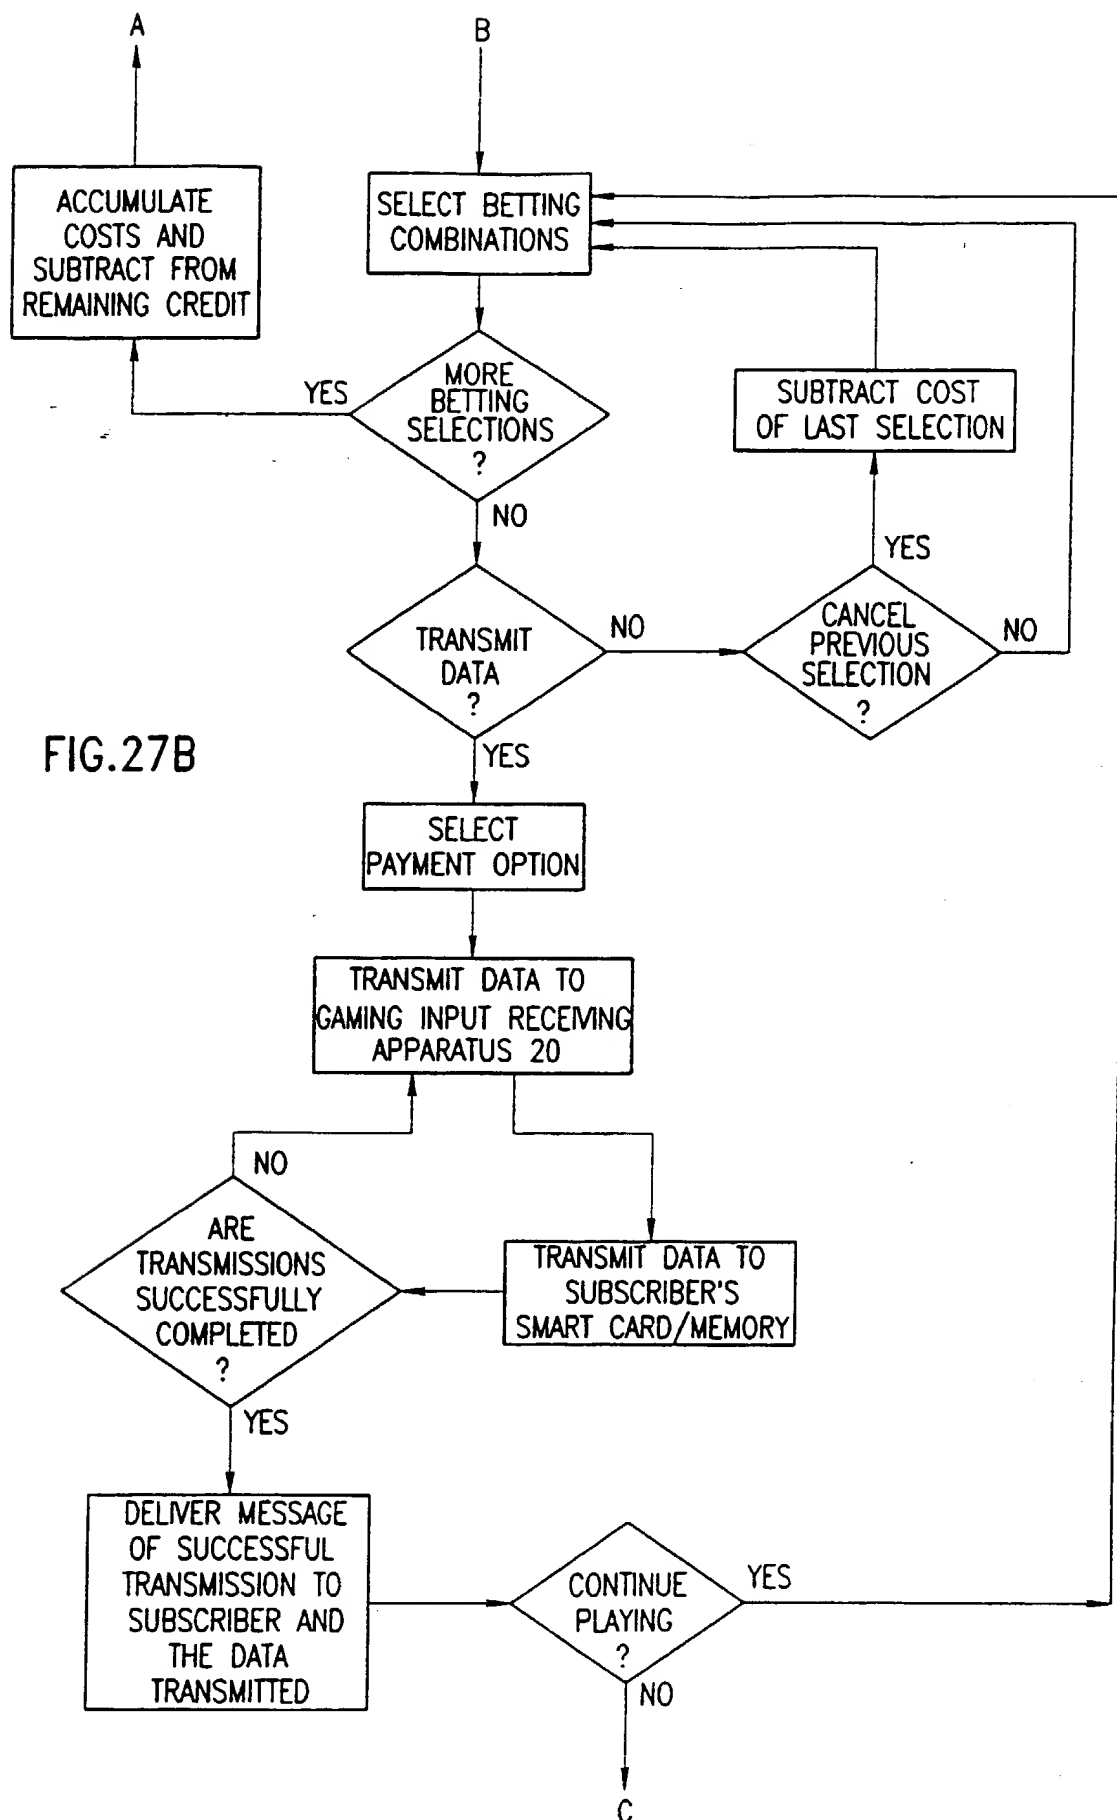 A
B
ACCUMULATE
COSTS AND
SUBTRACT FROM
REMAINING CREDIT
SELECT BETTING
COMBINATIONS
YES
MORE
BETTING
SELECTIONS
?
SUBTRACT COST
OF LAST SELECTION
NO
YES
TRANSMIT
DATA
?
NO
CANCEL
PREVIOUS
SELECTION
?
NO
FIG.27B
YES
SELECT
PAYMENT OPTION
TRANSMIT DATA TO
GAMING INPUT RECEIVING
APPARATUS 20
NO
ARE
TRANSMISSIONS
SUCCESSFULLY
COMPLETED
?
TRANSMIT DATA TO
SUBSCRIBER'S
SMART CARD/MEMORY
YES
DELIVER MESSAGE
OF SUCCESSFUL
TRANSMISSION TO
SUBSCRIBER AND
THE DATA
TRANSMITTED
CONTINUE
PLAYING
?
YES
NO
C